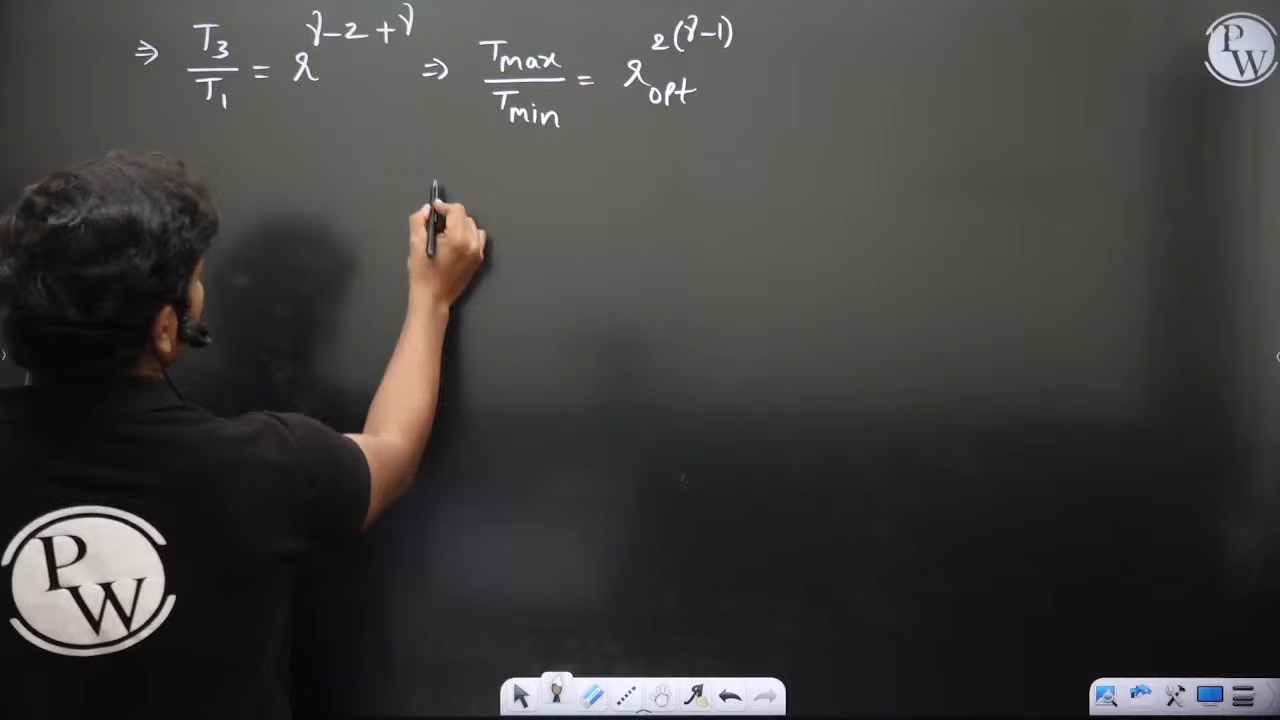 ⇒ T₃/T₁ = r^(γ-2+γ) ⇒ Tmax/Tmin = r_opt^(2(γ-1))
PW
PW